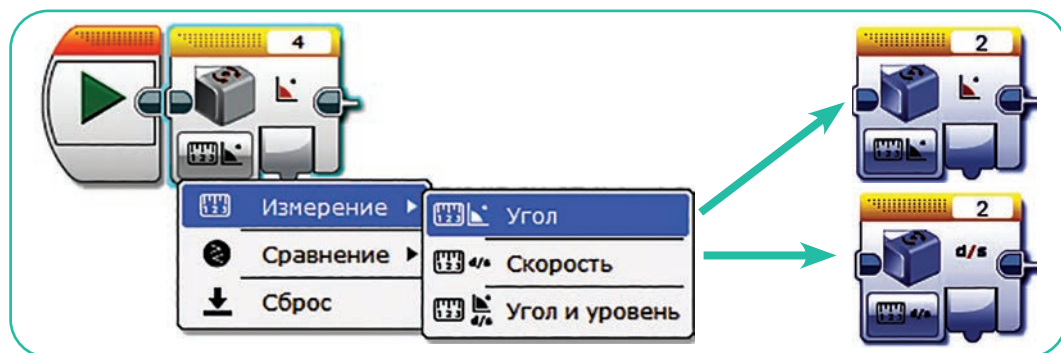 4
Измерение
Сравнение
Сброс
Угол
d/s Скорость
d/s Угол и уровень
2
2
d/s
d/s